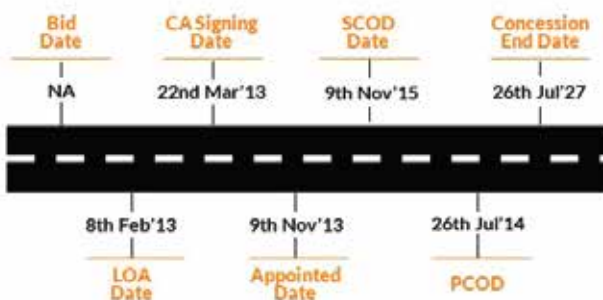 Bid
Date
CA Signing
Date
SCOD
Date
Concession
End Date
NA
22nd Mar'13
9th Nov'15
26th Jul'27
8th Feb'13
9th Nov'13
26th Jul'14
LOA
Date
Appointed
Date
PCOD